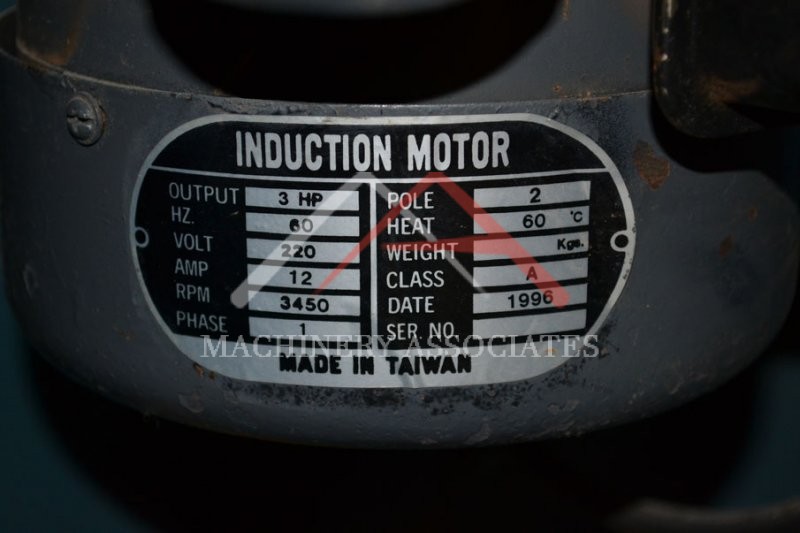 INDUCTION MOTOR
OUTPUT 3 HP
HZ. 60
VOLT 220
AMP 12
RPM 3450
PHASE 1
POLE 2
HEAT 60 °C
WEIGHT Kgs.
CLASS A
DATE 1996
SER. NO.
MACHINERY ASSOCIATES
MADE IN TAIWAN